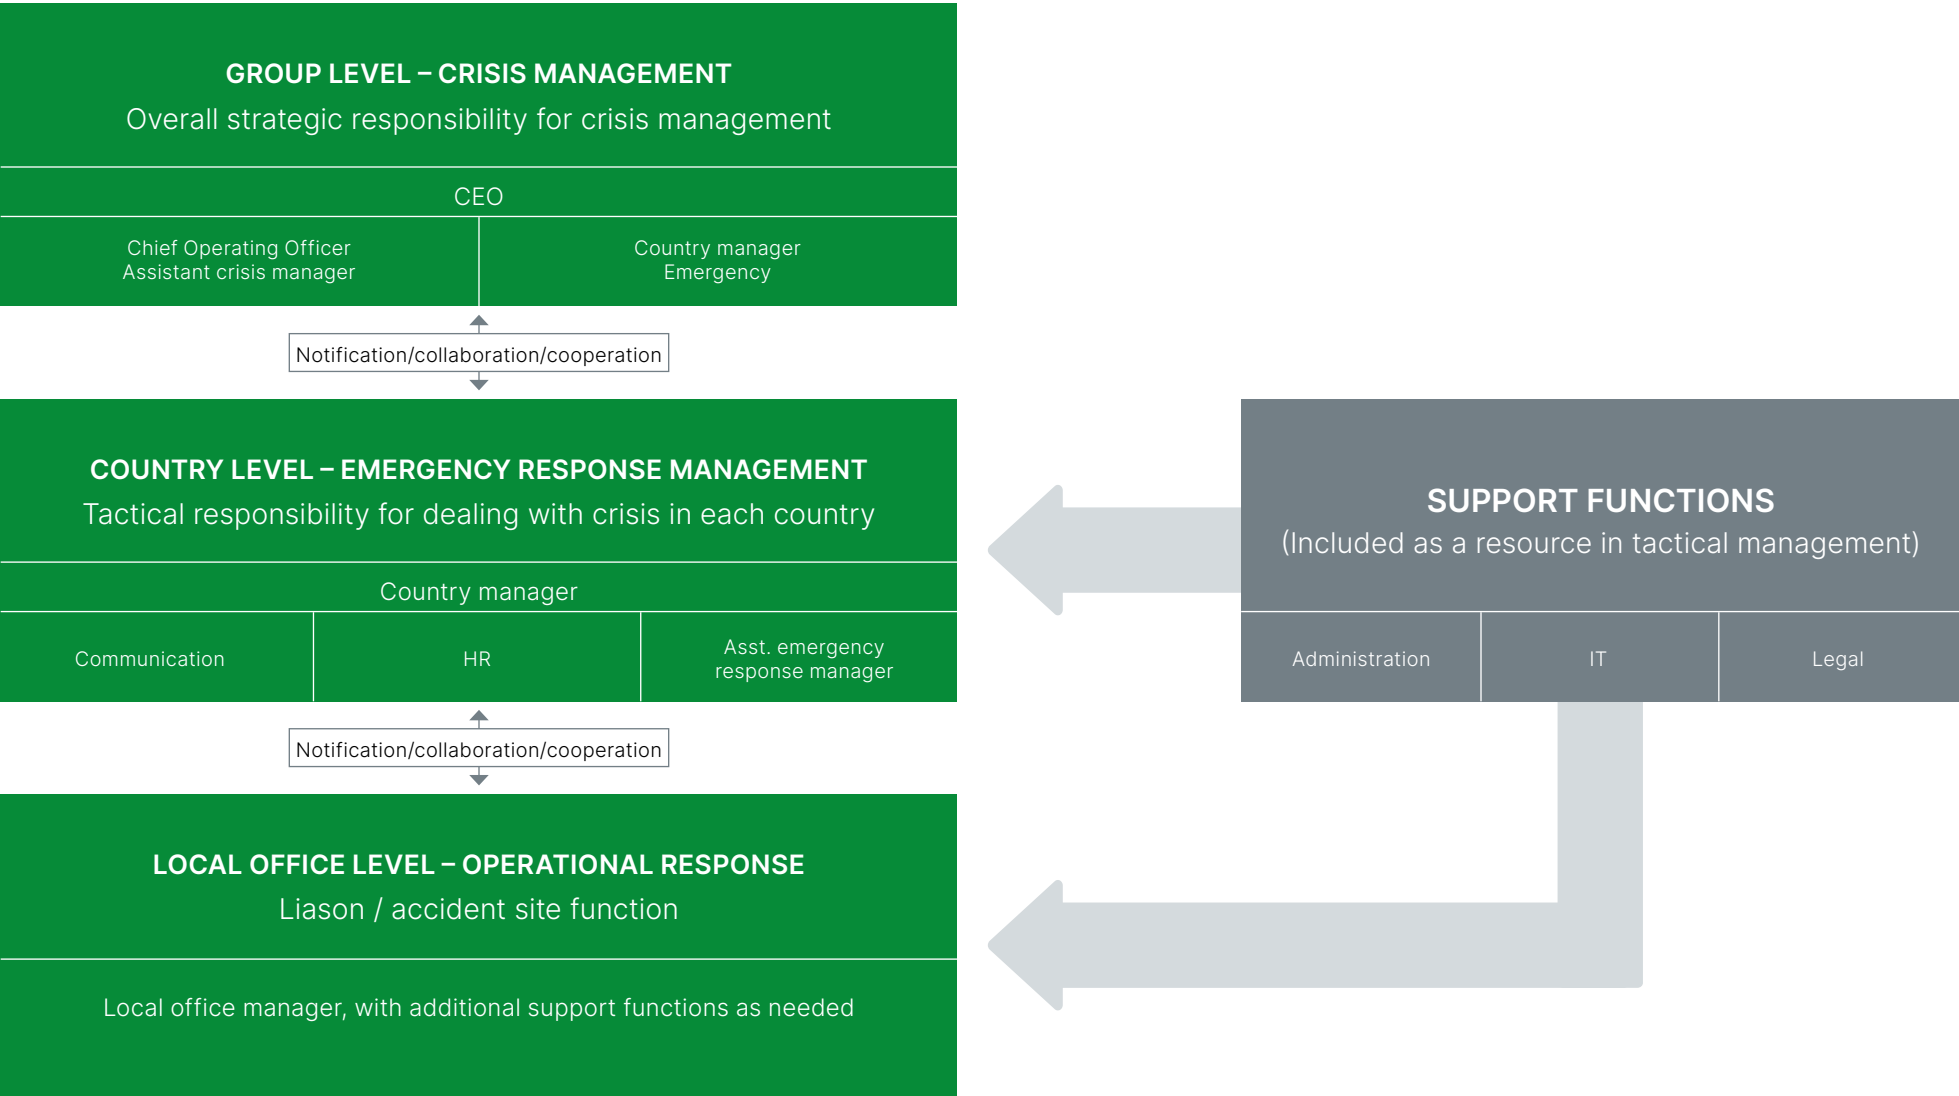 GROUP LEVEL – CRISIS MANAGEMENT
Overall strategic responsibility for crisis management
CEO
Chief Operating Officer
Assistant crisis manager
Country manager
Emergency
Notification/collaboration/cooperation
COUNTRY LEVEL – EMERGENCY RESPONSE MANAGEMENT
Tactical responsibility for dealing with crisis in each country
Country manager
Communication
HR
Asst. emergency
response manager
SUPPORT FUNCTIONS
(Included as a resource in tactical management)
Administration
IT
Legal
Notification/collaboration/cooperation
LOCAL OFFICE LEVEL – OPERATIONAL RESPONSE
Liason / accident site function
Local office manager, with additional support functions as needed